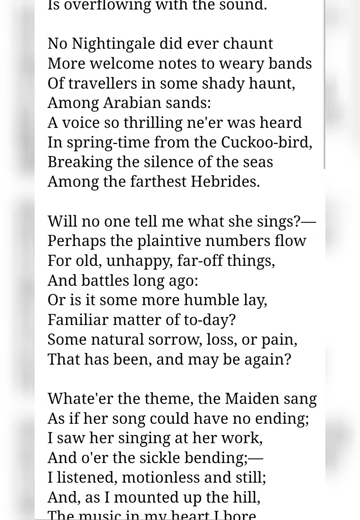 Is overflowing with the sound.
No Nightingale did ever chaunt
More welcome notes to weary bands
Of travellers in some shady haunt,
Among Arabian sands:
A voice so thrilling ne'er was heard
In spring-time from the Cuckoo-bird,
Breaking the silence of the seas
Among the farthest Hebrides.
Will no one tell me what she sings?—
Perhaps the plaintive numbers flow
For old, unhappy, far-off things,
And battles long ago:
Or is it some more humble lay,
Familiar matter of to-day?
Some natural sorrow, loss, or pain,
That has been, and may be again?
Whate'er the theme, the Maiden sang
As if her song could have no ending;
I saw her singing at her work,
And o'er the sickle bending;—
I listened, motionless and still;
And, as I mounted up the hill,
The music in my heart I bore